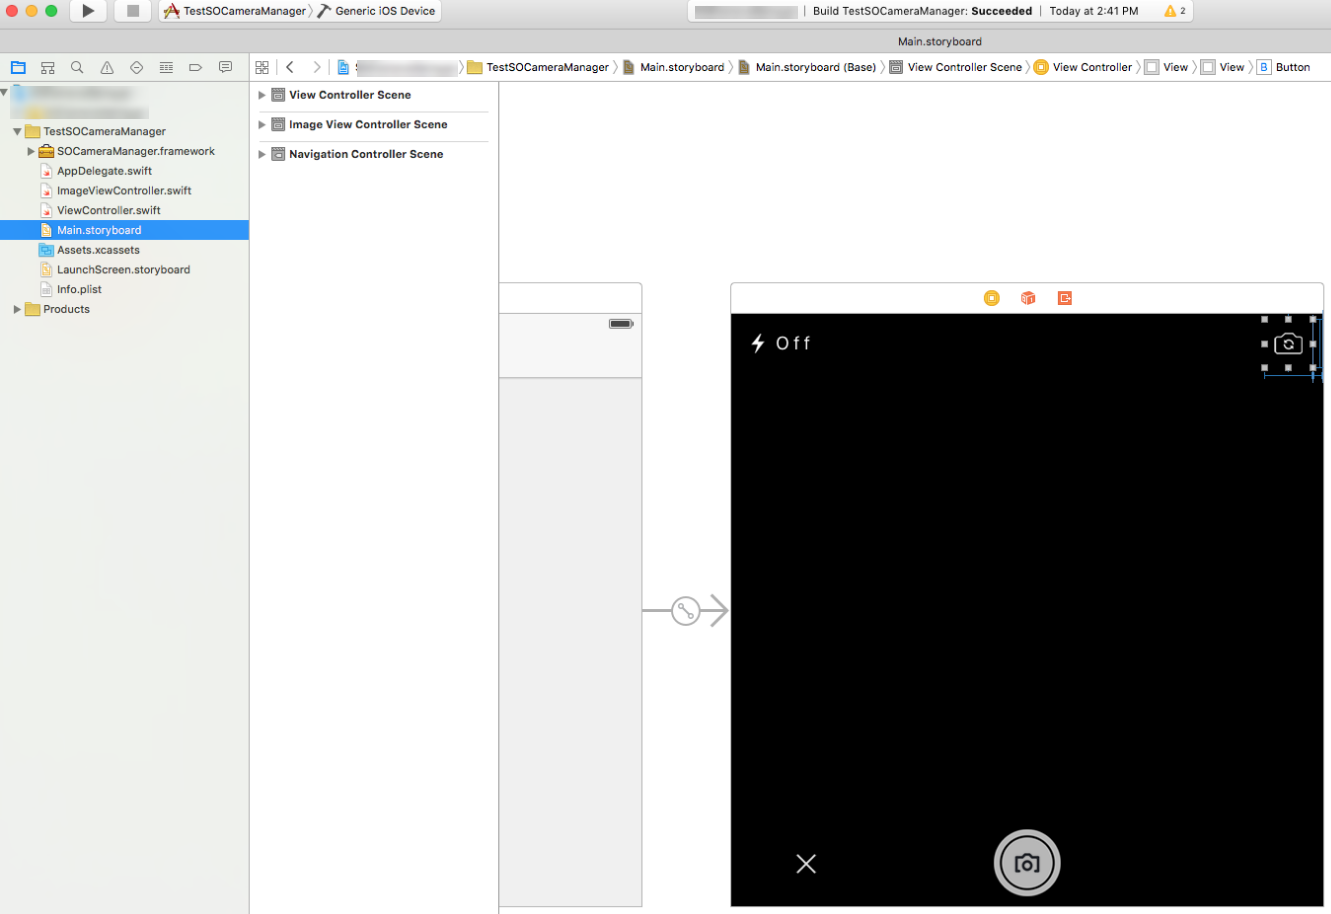 TestSOCameraManager Generic iOS Device
Build TestSOCameraManager: Succeeded | Today at 2:41 PM 2
Main.storyboard
TestSOCameraManager Main.storyboard Main.storyboard (Base) View Controller Scene View Controller View View B Button
View Controller Scene
Image View Controller Scene
Navigation Controller Scene
TestSOCameraManager
SOCameraManager.framework
AppDelegate.swift
ImageViewController.swift
ViewController.swift
Main.storyboard
Assets.xcassets
LaunchScreen.storyboard
Info.plist
Products
Off